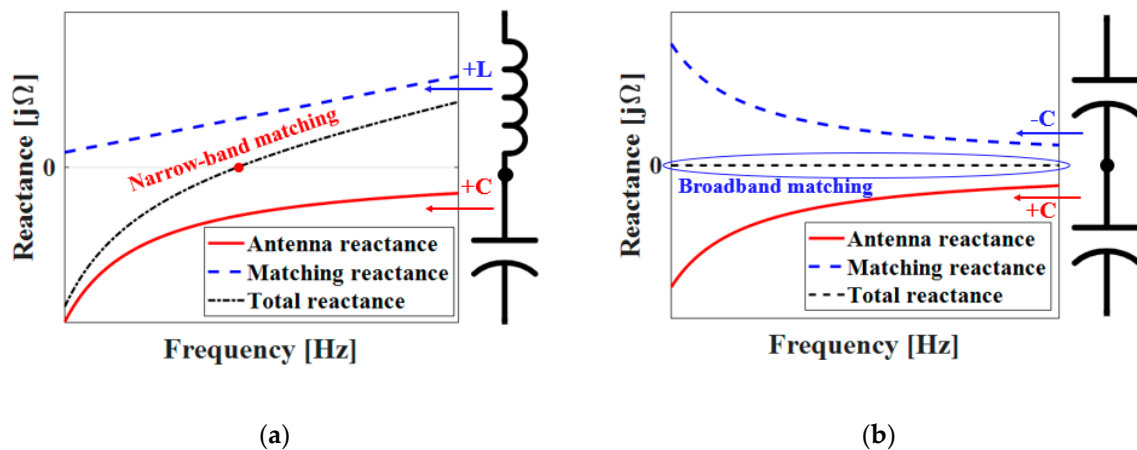 Reactance [jΩ]
0
Narrow-band matching
+L
+C
Antenna reactance
Matching reactance
Total reactance
Frequency [Hz]
(a)
Reactance [jΩ]
0
-C
Broadband matching
+C
Antenna reactance
Matching reactance
Total reactance
Frequency [Hz]
(b)